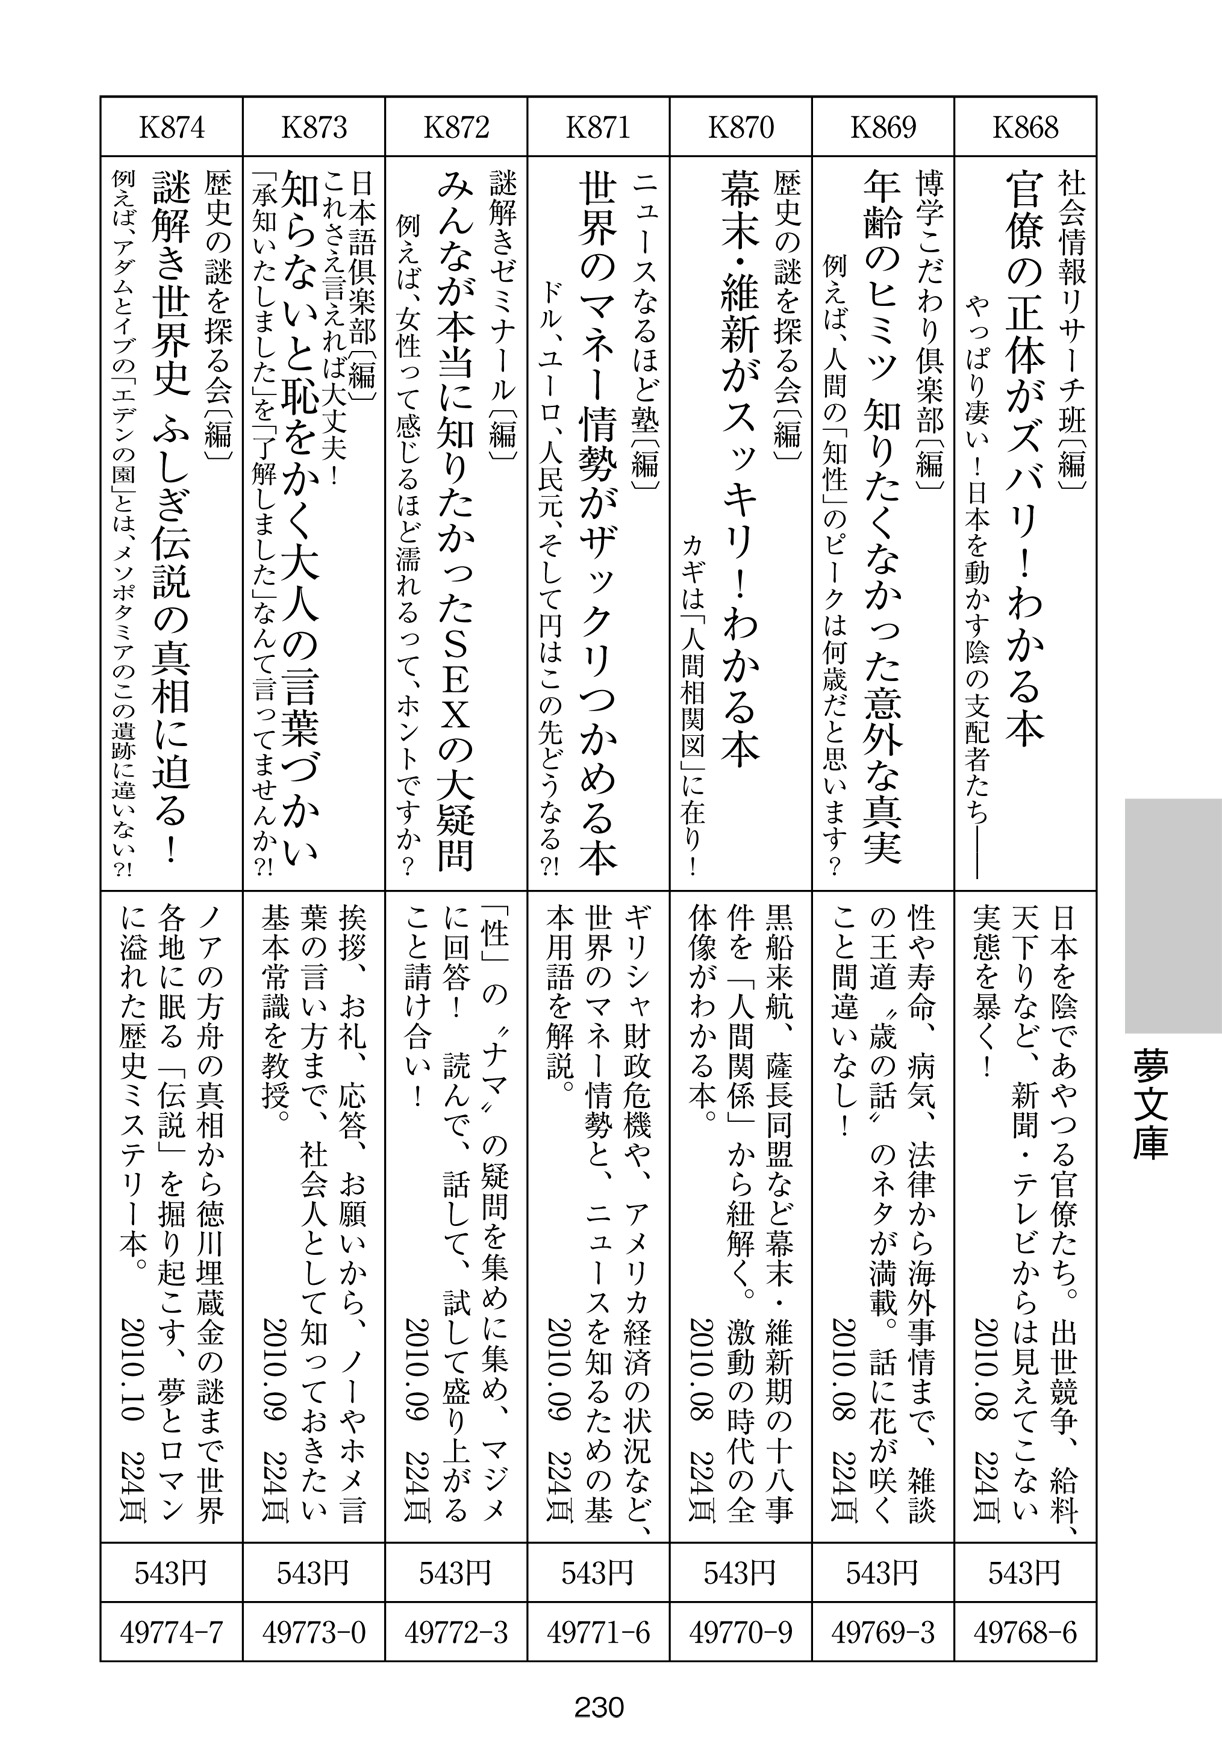 夢文庫
K868
社会情報リサーチ班〔編〕
官僚の正体がズバリ!わかる本
やっぱり凄い!日本を動かす陰の支配者たち――
日本を陰であやつる官僚たち。出世競争、給料、
天下りなど、新聞・テレビからは見えてこない
実態を暴く! 2010.08 224頁
543円
49768-6
K869
博学こだわり倶楽部〔編〕
年齢のヒミツ 知りたくなかった意外な真実
例えば、人間の「知性」のピークは何歳だと思います?
性や寿命、病気、法律から海外事情まで、雑談
の王道〝歳の話〟のネタが満載。話に花が咲く
こと間違いなし! 2010.08 224頁
543円
49769-3
K870
歴史の謎を探る会〔編〕
幕末・維新がスッキリ!わかる本
カギは「人間相関図」に在り!
黒船来航、薩長同盟など幕末・維新期の十八事
件を「人間関係」から紐解く。激動の時代の全
体像がわかる本。 2010.08 224頁
543円
49770-9
K871
ニュースなるほど塾〔編〕
世界のマネー情勢がザックリつかめる本
ドル、ユーロ、人民元、そして円はこの先どうなる?!
ギリシャ財政危機や、アメリカ経済の状況など、
世界のマネー情勢と、ニュースを知るための基
本用語を解説。 2010.09 224頁
543円
49771-6
K872
謎解きゼミナール〔編〕
みんなが本当に知りたかったSEXの大疑問
例えば、女性って感じるほど濡れるって、ホントですか?
「性」の〝ナマ〟の疑問を集めに集め、マジメ
に回答! 読んで、話して、試して盛り上がる
こと請け合い! 2010.09 224頁
543円
49772-3
K873
日本語倶楽部〔編〕
これさえ言えれば大丈夫!
知らないと恥をかく大人の言葉づかい
「承知いたしました」を「了解しました」なんて言ってませんか?!
挨拶、お礼、応答、お願いから、ノーやホメ言
葉の言い方まで、社会人として知っておきたい
基本常識を教授。 2010.09 224頁
543円
49773-0
K874
歴史の謎を探る会〔編〕
謎解き世界史 ふしぎ伝説の真相に迫る!
例えば、アダムとイブの「エデンの園」とは、メソポタミアのこの遺跡に違いない?!
ノアの方舟の真相から徳川埋蔵金の謎まで世界
各地に眠る「伝説」を掘り起こす、夢とロマン
に溢れた歴史ミステリー本。 2010.10 224頁
543円
49774-7
230